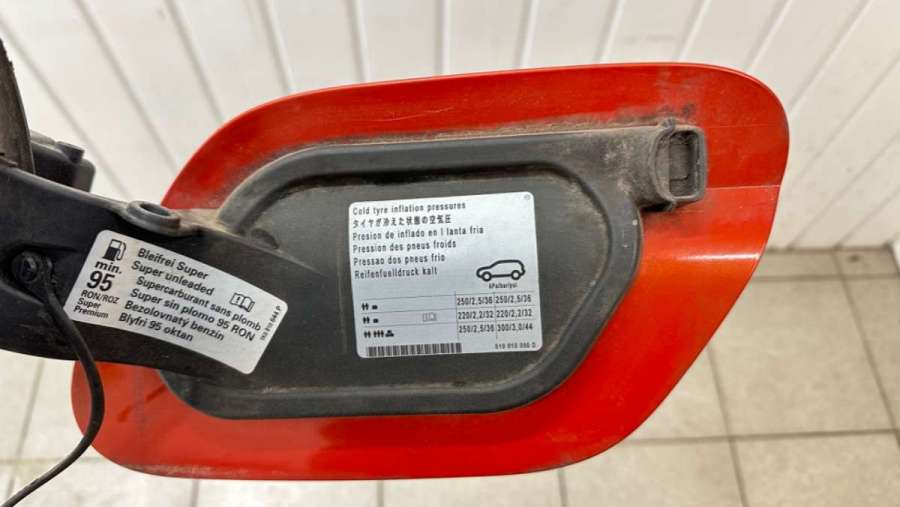 min.
95
RON/ROZ
Super
Premium
Bleifrei Super
Super unleaded
Supercarburant sans plomb
Super sin plomo 95 RON
Bezolovnatý benzin
Blyfri 95 oktan
Cold tyre inflation pressures
タイヤが冷えた状態の空気圧
Presion de inflado en l lanta fria
Pression des pneus froids
Pressao dos pneus frio
Reifenfuelldruck kalt
kPa/bar/psi
250/2,5/36 250/2,5/36
220/2,2/32 220/2,2/32
250/2,5/36 300/3,0/44